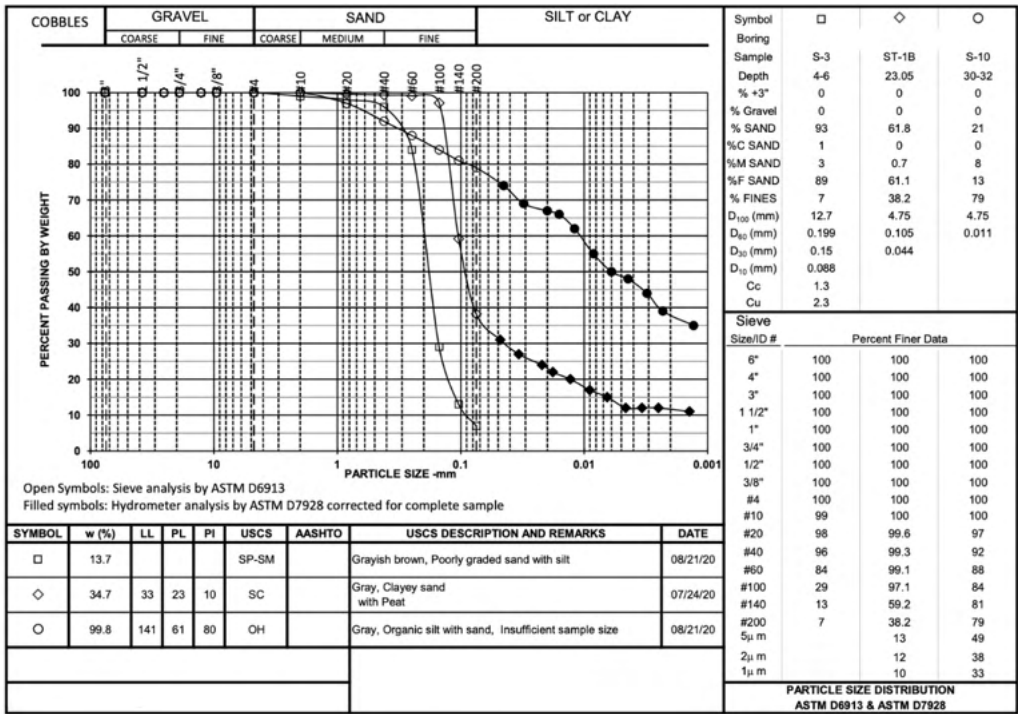 COBBLES GRAVEL SAND SILT or CLAY
COARSE FINE COARSE MEDIUM FINE
3" 1 1/2" 3/4" 3/8" #4 #10 #20 #40 #60 #100 #140 #200
PERCENT PASSING BY WEIGHT
100
90
80
70
60
50
40
30
20
10
0
100 10 1 0.1 0.01 0.001
PARTICLE SIZE -mm
Open Symbols: Sieve analysis by ASTM D6913
Filled symbols: Hydrometer analysis by ASTM D7928 corrected for complete sample
SYMBOL w (%) LL PL PI USCS AASHTO USCS DESCRIPTION AND REMARKS DATE
□ 13.7 SP-SM Grayish brown, Poorly graded sand with silt 08/21/20
◇ 34.7 33 23 10 SC Gray, Clayey sand 07/24/20
with Peat
○ 99.8 141 61 80 OH Gray, Organic silt with sand, Insufficient sample size 08/21/20
Symbol □ ◇ ○
Boring
Sample S-3 ST-1B S-10
Depth 4-6 23.05 30-32
% +3" 0 0 0
% Gravel 0 0 0
% SAND 93 61.8 21
%C SAND 1 0 0
%M SAND 3 0.7 8
%F SAND 89 61.1 13
% FINES 7 38.2 79
D100 (mm) 12.7 4.75 4.75
D60 (mm) 0.199 0.105 0.011
D30 (mm) 0.15 0.044
D10 (mm) 0.088
Cc 1.3
Cu 2.3
Sieve
Size/ID # Percent Finer Data
6" 100 100 100
4" 100 100 100
3" 100 100 100
1 1/2" 100 100 100
1" 100 100 100
3/4" 100 100 100
1/2" 100 100 100
3/8" 100 100 100
#4 100 100 100
#10 99 100 100
#20 98 99.6 97
#40 96 99.3 92
#60 84 99.1 88
#100 29 97.1 84
#140 13 59.2 81
#200 7 38.2 79
5μ m 13 49
2μ m 12 38
1μ m 10 33
PARTICLE SIZE DISTRIBUTION
ASTM D6913 & ASTM D7928